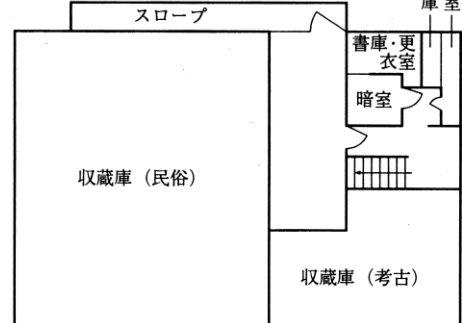 スロープ
庫 室
書庫・更
衣室
暗室
収蔵庫（民俗）
収蔵庫（考古）